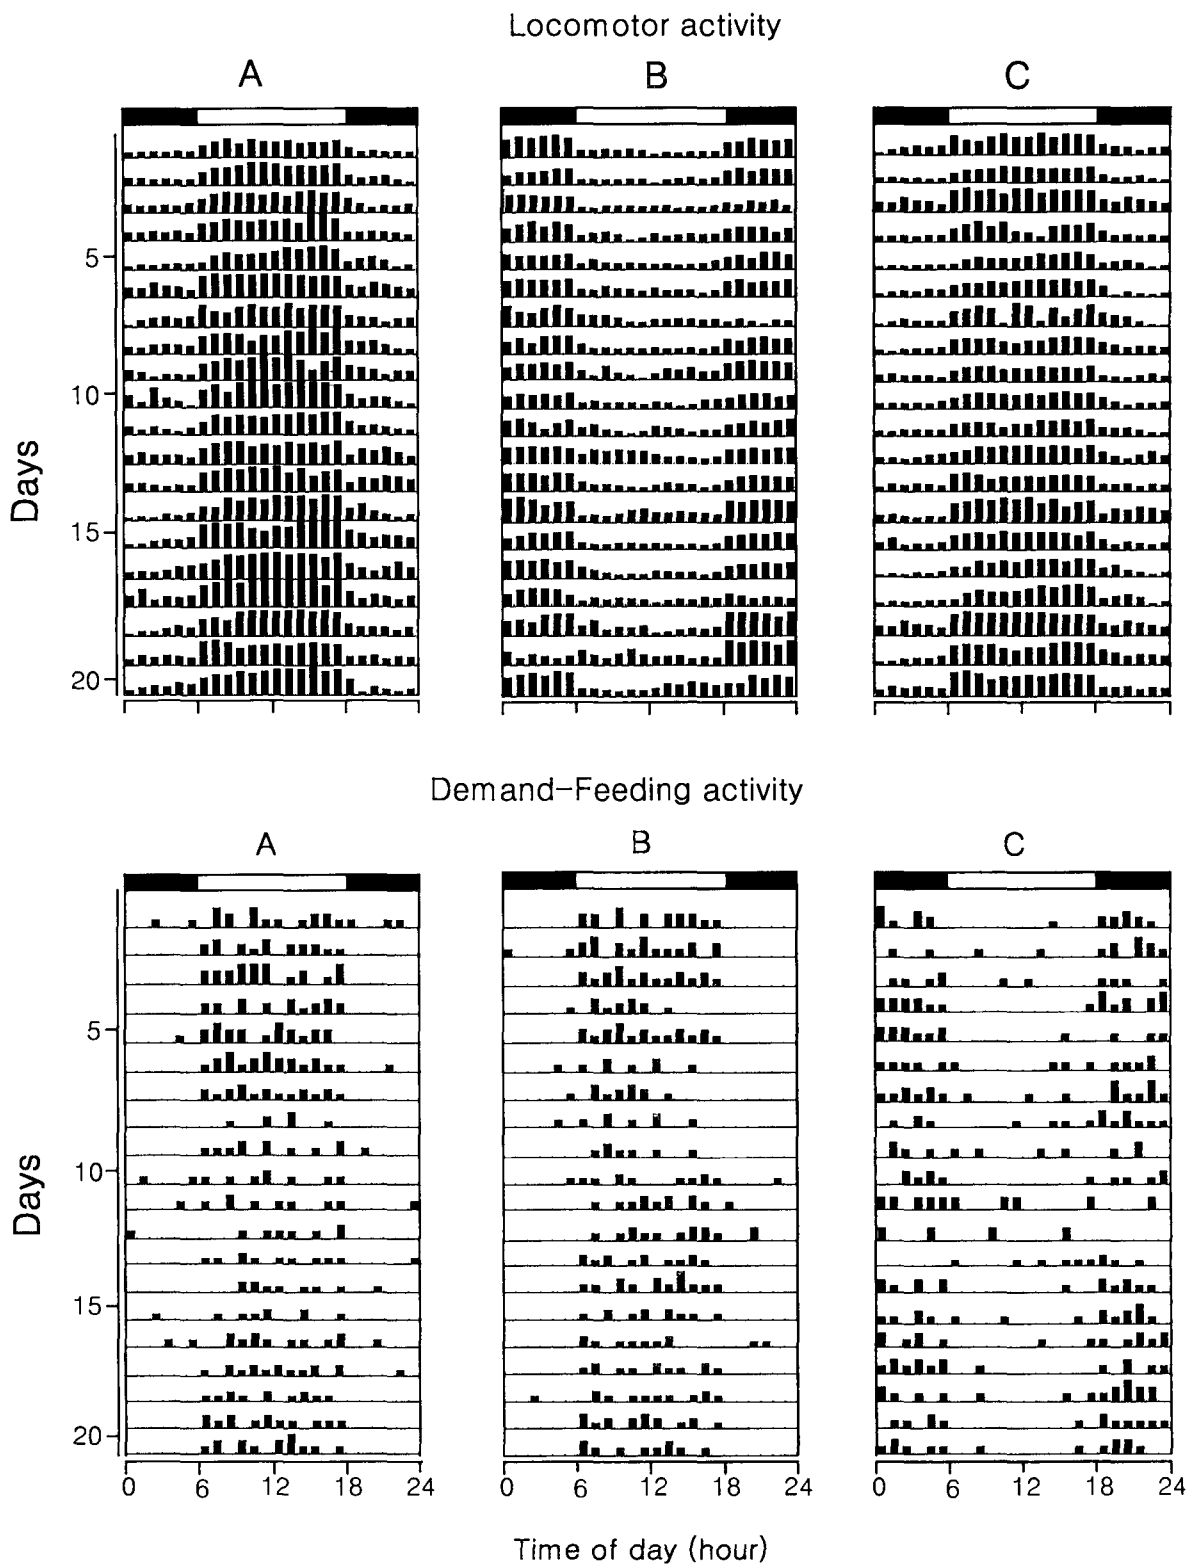 Locomotor activity
A B C
5
10
15
20
Days
Demand-Feeding activity
A B C
5
10
15
20
Days
0 6 12 18 24 0 6 12 18 24 0 6 12 18 24
Time of day (hour)